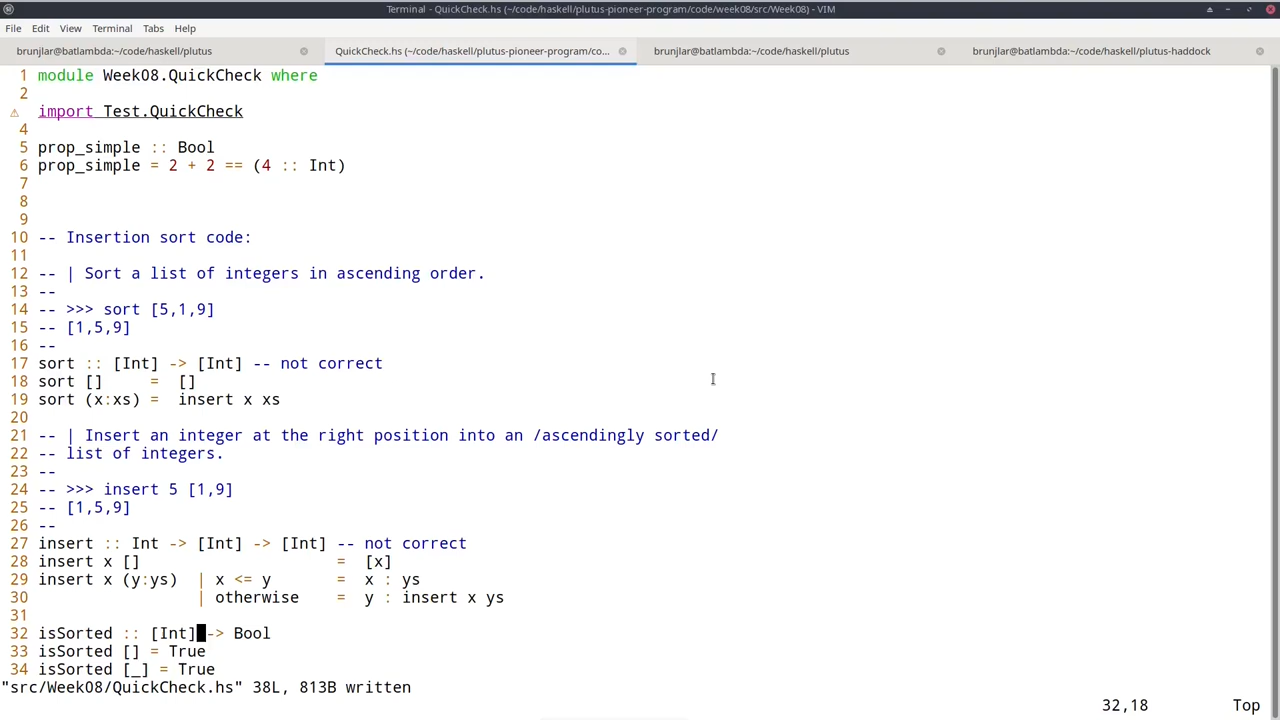 Terminal - QuickCheck.hs (~/code/haskell/plutus-pioneer-program/code/week08/src/Week08) - VIM
File Edit View Terminal Tabs Help
brunjlar@batlambda:~/code/haskell/plutus QuickCheck.hs (~/code/haskell/plutus-pioneer-program/co... brunjlar@batlambda:~/code/haskell/plutus brunjlar@batlambda:~/code/haskell/plutus-haddock
1 module Week08.QuickCheck where
2
⚠ import Test.QuickCheck
4
5 prop_simple :: Bool
6 prop_simple = 2 + 2 == (4 :: Int)
7
8
9
10 -- Insertion sort code:
11
12 -- | Sort a list of integers in ascending order.
13 --
14 -- >>> sort [5,1,9]
15 -- [1,5,9]
16 --
17 sort :: [Int] -> [Int] -- not correct
18 sort []     =  []
19 sort (x:xs) =  insert x xs
20
21 -- | Insert an integer at the right position into an /ascendingly sorted/
22 -- list of integers.
23 --
24 -- >>> insert 5 [1,9]
25 -- [1,5,9]
26 --
27 insert :: Int -> [Int] -> [Int] -- not correct
28 insert x []                     =  [x]
29 insert x (y:ys)  | x <= y       =  x : ys
30                  | otherwise    =  y : insert x ys
31
32 isSorted :: [Int] -> Bool
33 isSorted [] = True
34 isSorted [_] = True
"src/Week08/QuickCheck.hs" 38L, 813B written
32,18 Top